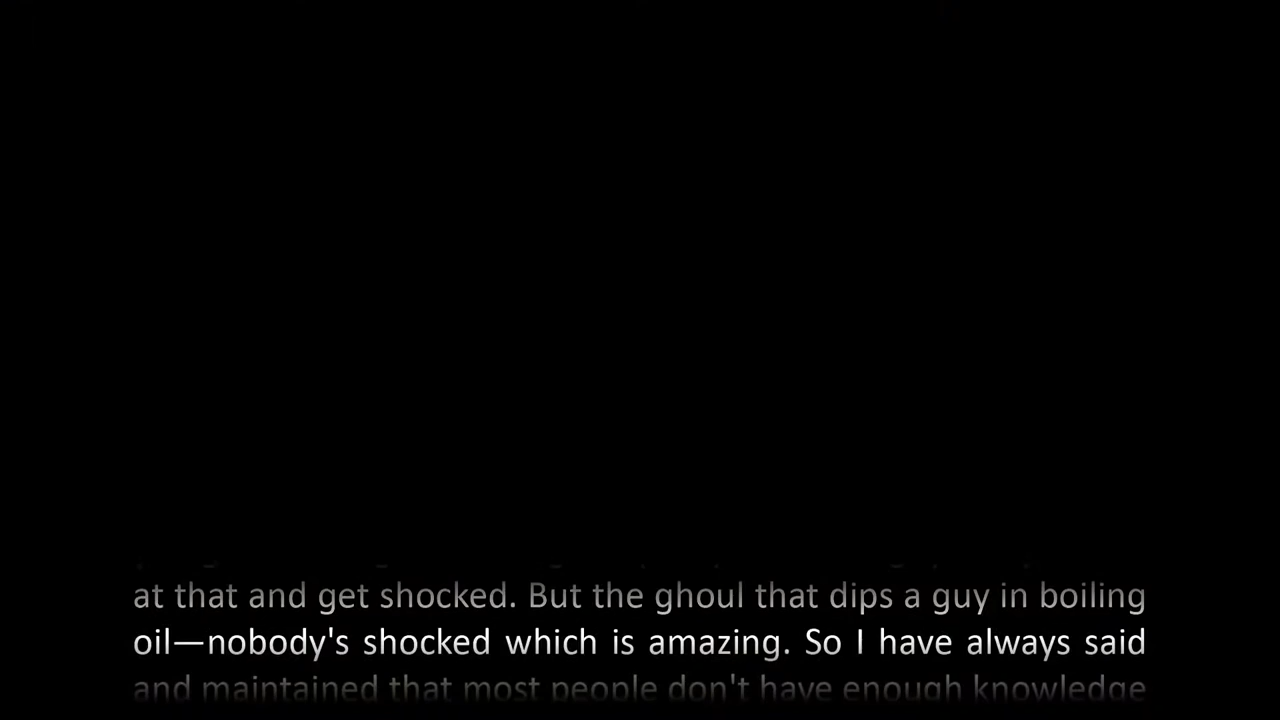 at that and get shocked. But the ghoul that dips a guy in boiling
oil—nobody's shocked which is amazing. So I have always said
and maintained that most people don't have enough knowledge